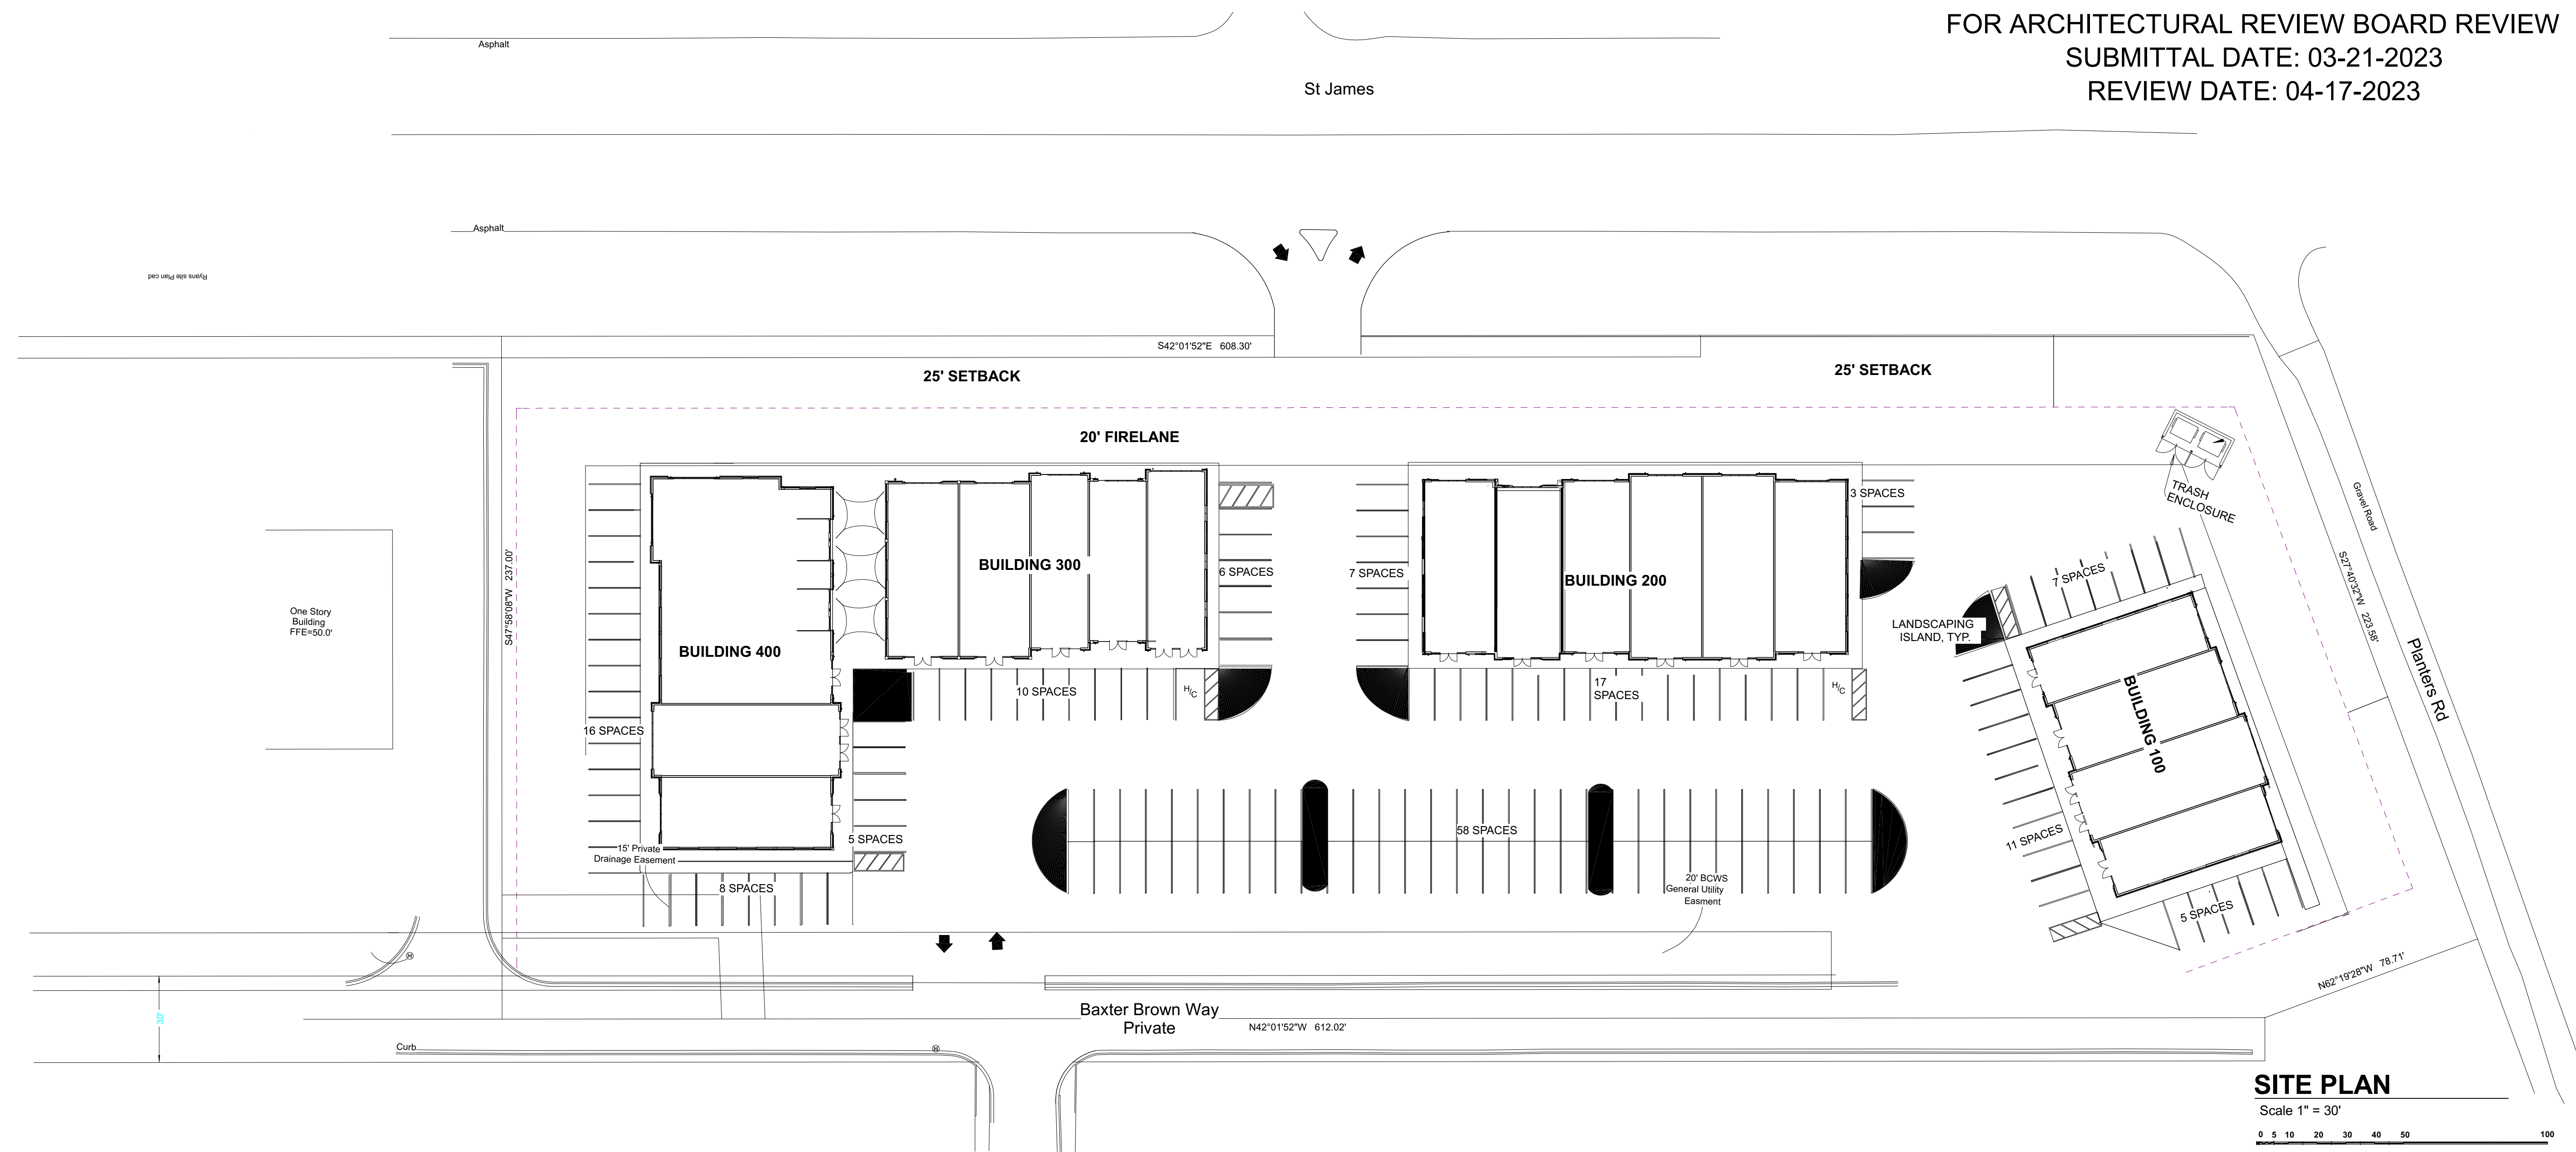 FOR ARCHITECTURAL REVIEW BOARD REVIEW
SUBMITTAL DATE: 03-21-2023
REVIEW DATE: 04-17-2023
Asphalt
St James
Asphalt
Ryans site Plan cad
S42°01'52"E 608.30'
25' SETBACK
25' SETBACK
20' FIRELANE
TRASH
ENCLOSURE
Gravel Road
3 SPACES
S47°58'08"W 237.00'
BUILDING 300
6 SPACES
7 SPACES
BUILDING 200
7 SPACES
S27°40'32"W 223.58'
One Story
Building
FFE=50.0'
LANDSCAPING
ISLAND, TYP.
BUILDING 400
Planters Rd
10 SPACES
H/C
17
SPACES
H/C
BUILDING 100
16 SPACES
58 SPACES
5 SPACES
11 SPACES
15' Private
Drainage Easement
8 SPACES
20' BCWS
General Utility
Easment
5 SPACES
N62°19'28"W 78.71'
30'
Baxter Brown Way
Private
N42°01'52"W 612.02'
Curb
SITE PLAN
Scale 1" = 30'
0 5 10 20 30 40 50 100